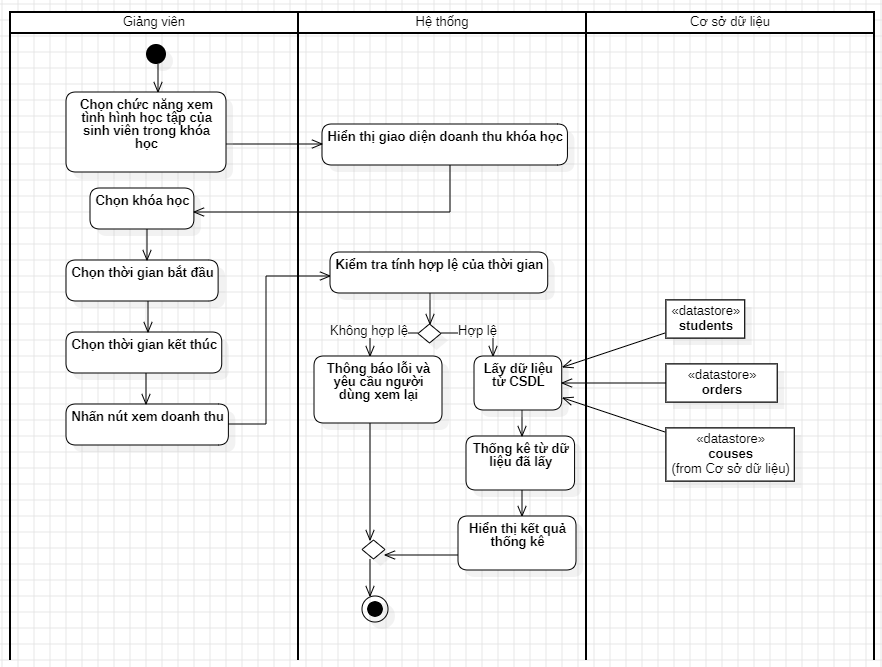 Giảng viên
Hệ thống
Cơ sở dữ liệu
Chọn chức năng xem
tình hình học tập của
sinh viên trong khóa
học
Hiển thị giao diện doanh thu khóa học
Chọn khóa học
Chọn thời gian bắt đầu
Kiểm tra tính hợp lệ của thời gian
Chọn thời gian kết thúc
Nhấn nút xem doanh thu
Không hợp lệ
Hợp lệ
Thông báo lỗi và
yêu cầu người
dùng xem lại
Lấy dữ liệu
từ CSDL
«datastore»
students
«datastore»
orders
«datastore»
couses
(from Cơ sở dữ liệu)
Thống kê từ dữ
liệu đã lấy
Hiển thị kết quả
thống kê